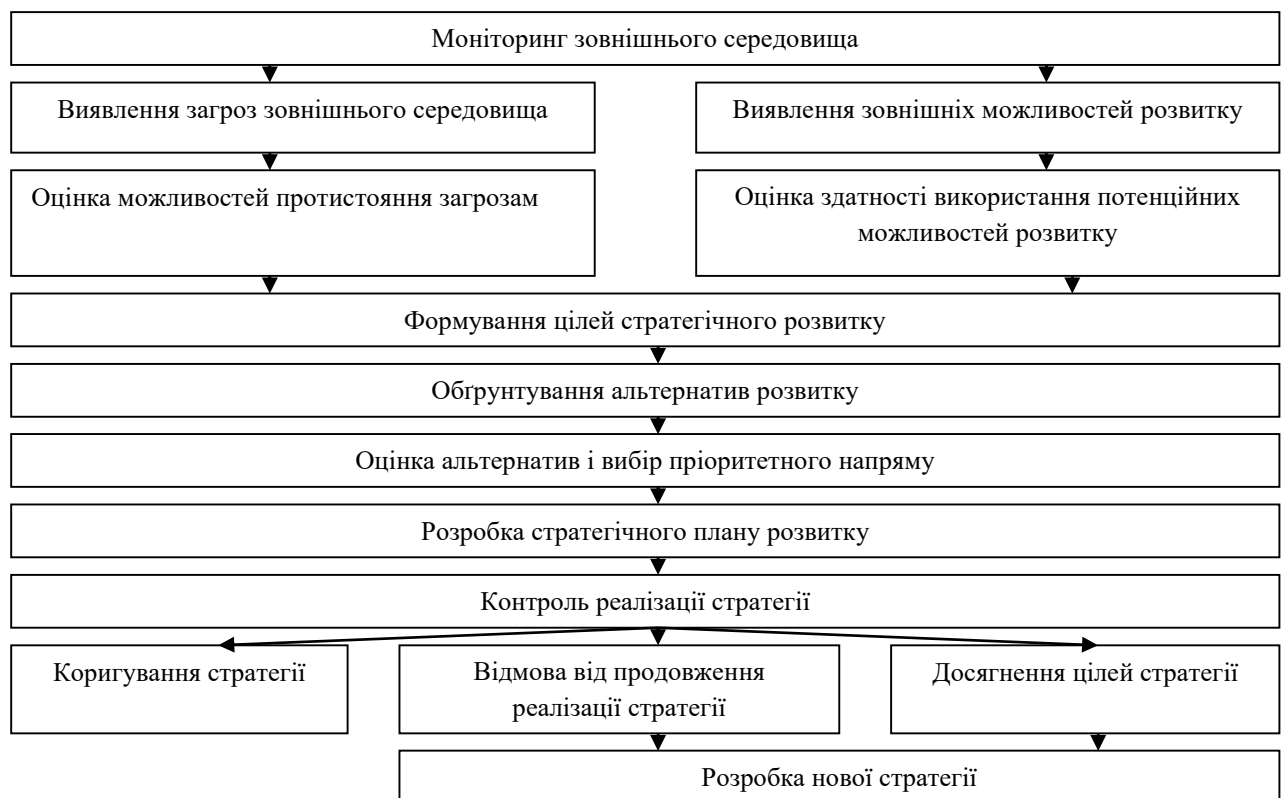 Моніторинг зовнішнього середовища
Виявлення загроз зовнішнього середовища
Виявлення зовнішніх можливостей розвитку
Оцінка можливостей протистояння загрозам
Оцінка здатності використання потенційних
можливостей розвитку
Формування цілей стратегічного розвитку
Обґрунтування альтернатив розвитку
Оцінка альтернатив і вибір пріоритетного напряму
Розробка стратегічного плану розвитку
Контроль реалізації стратегії
Коригування стратегії
Відмова від продовження
реалізації стратегії
Досягнення цілей стратегії
Розробка нової стратегії